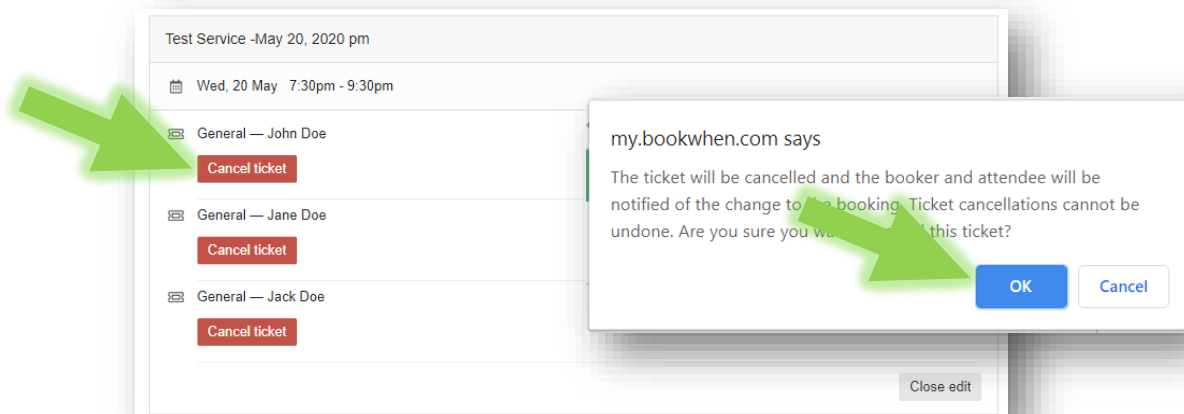 Test Service -May 20, 2020 pm
Wed, 20 May 7:30pm - 9:30pm
General — John Doe
Cancel ticket
General — Jane Doe
Cancel ticket
General — Jack Doe
Cancel ticket
Close edit
my.bookwhen.com says
The ticket will be cancelled and the booker and attendee will be
notified of the change to the booking. Ticket cancellations cannot be
undone. Are you sure you this ticket?
OK
Cancel